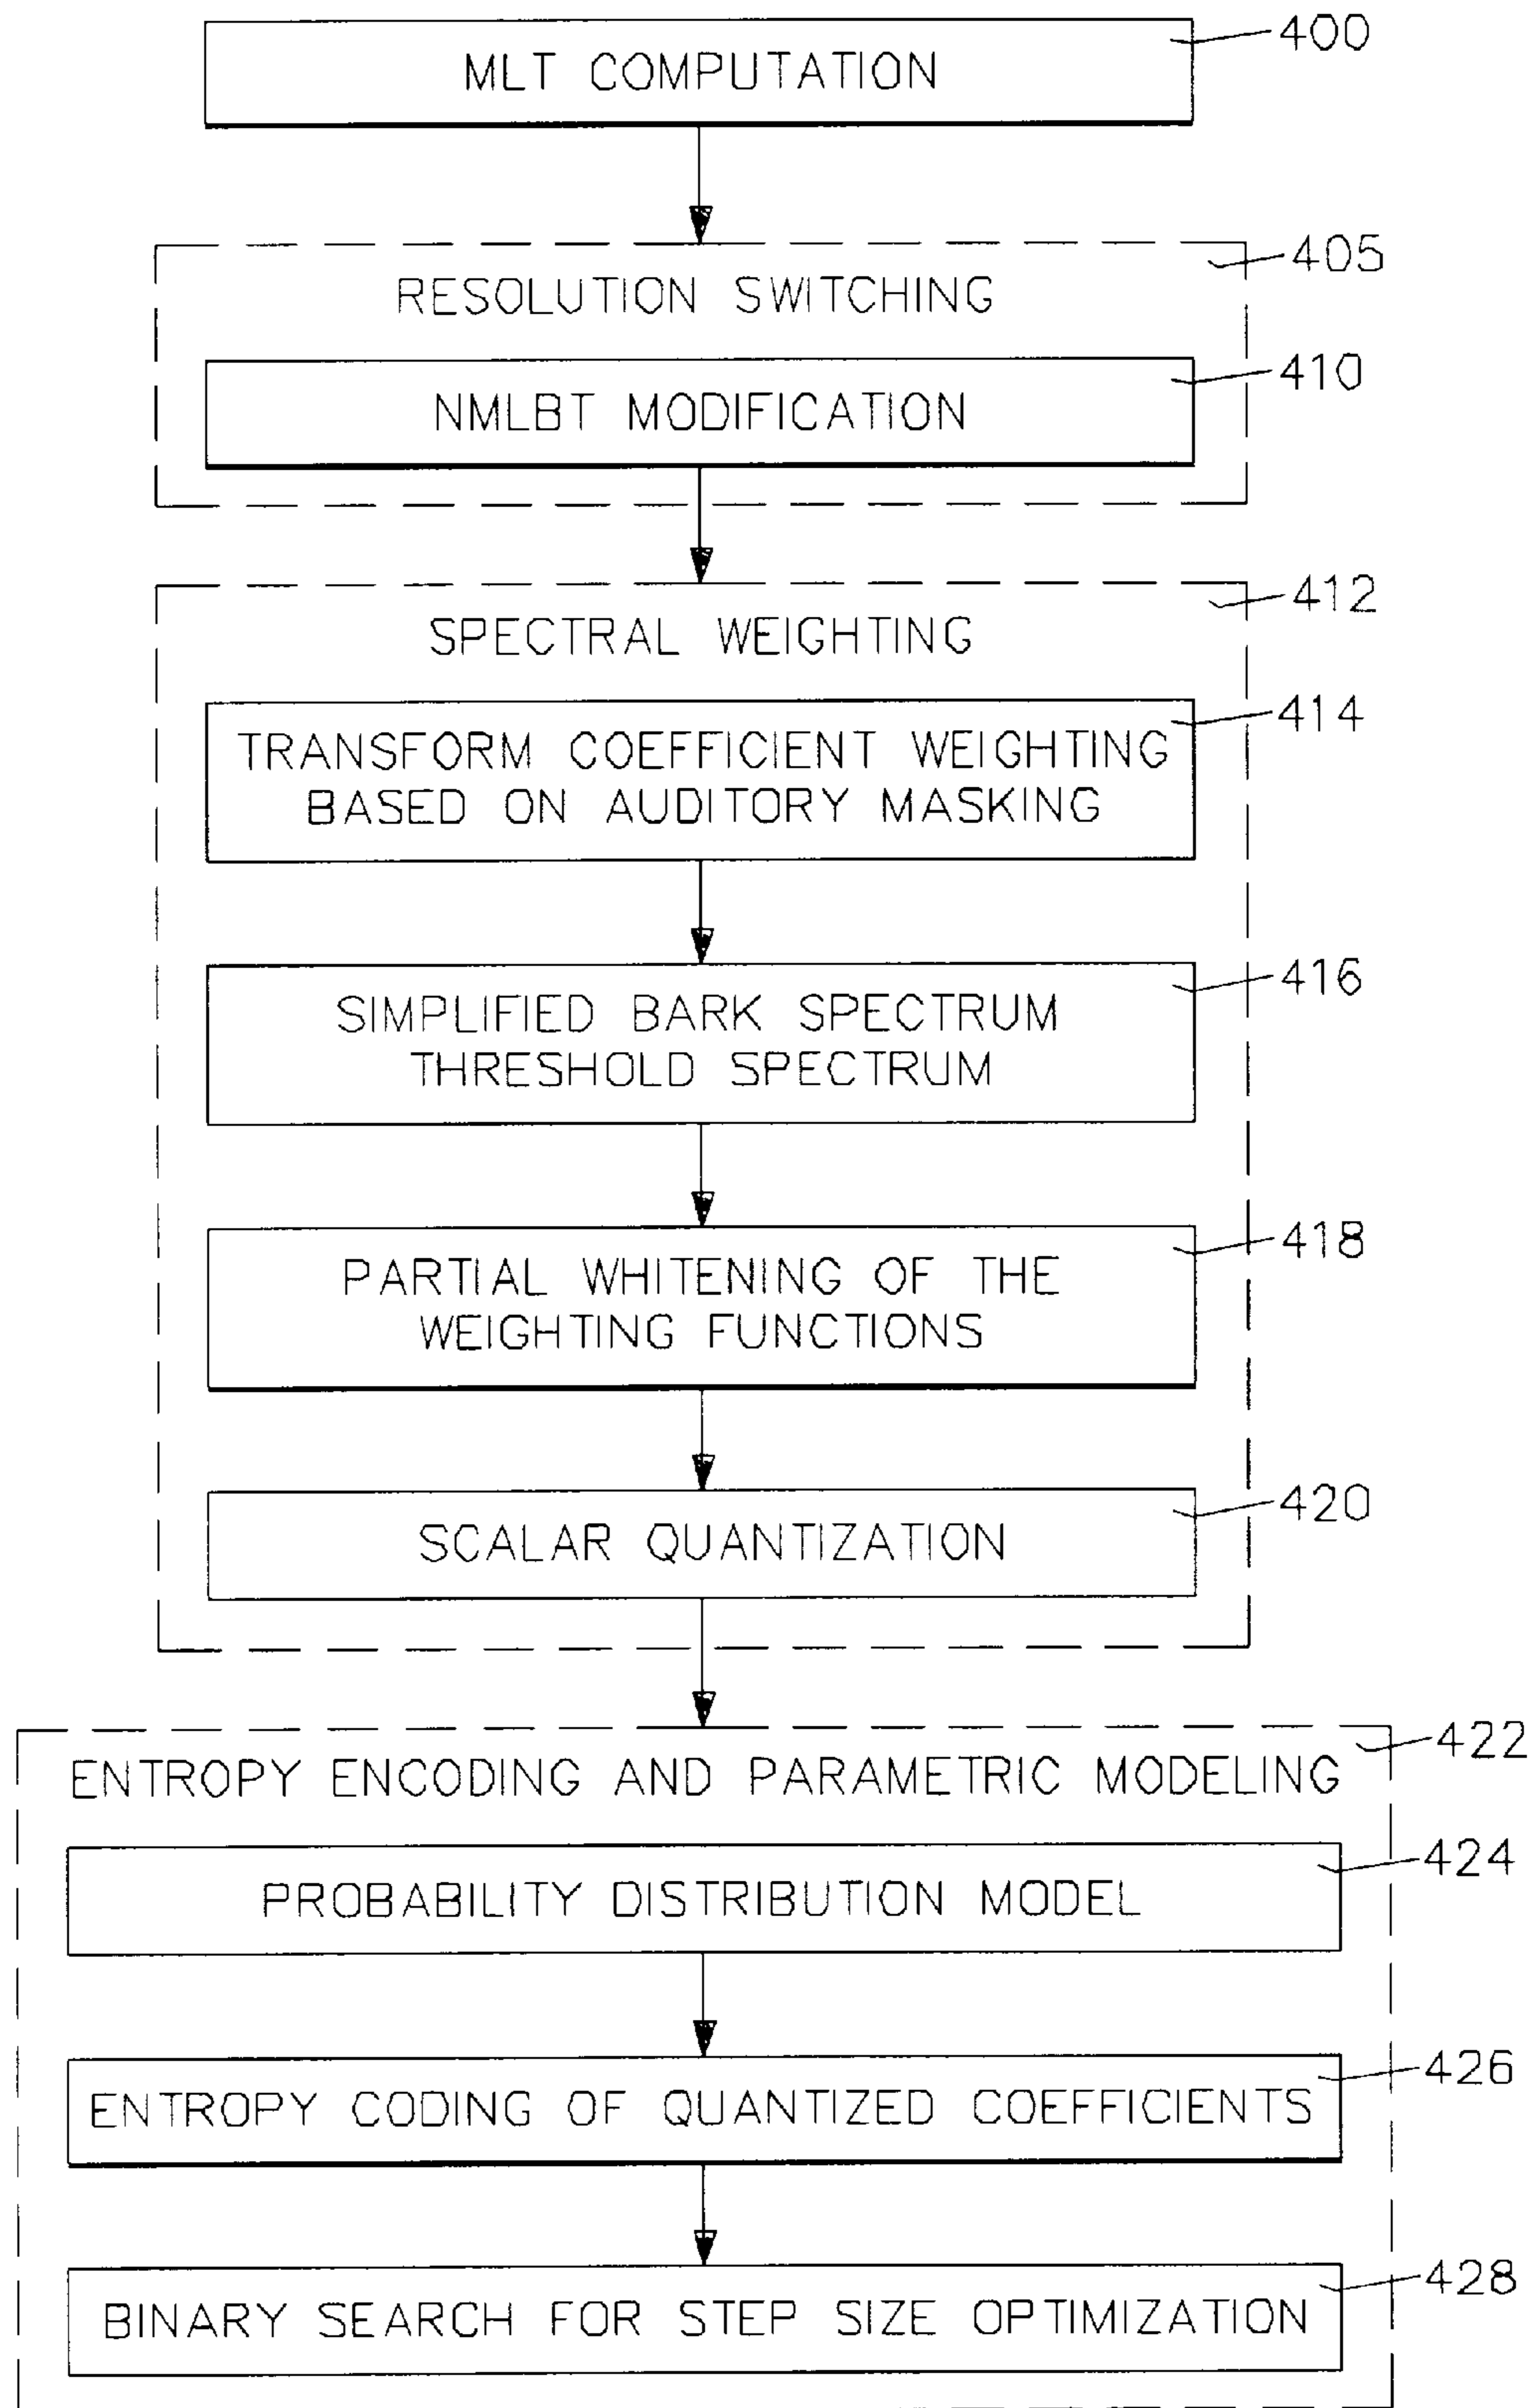 MLT COMPUTATION
400
RESOLUTION SWITCHING
405
NMLBT MODIFICATION
410
SPECTRAL WEIGHTING
412
TRANSFORM COEFFICIENT WEIGHTING
BASED ON AUDITORY MASKING
414
SIMPLIFIED BARK SPECTRUM
THRESHOLD SPECTRUM
416
PARTIAL WHITENING OF THE
WEIGHTING FUNCTIONS
418
SCALAR QUANTIZATION
420
ENTROPY ENCODING AND PARAMETRIC MODELING
422
PROBABILITY DISTRIBUTION MODEL
424
ENTROPY CODING OF QUANTIZED COEFFICIENTS
426
BINARY SEARCH FOR STEP SIZE OPTIMIZATION
428